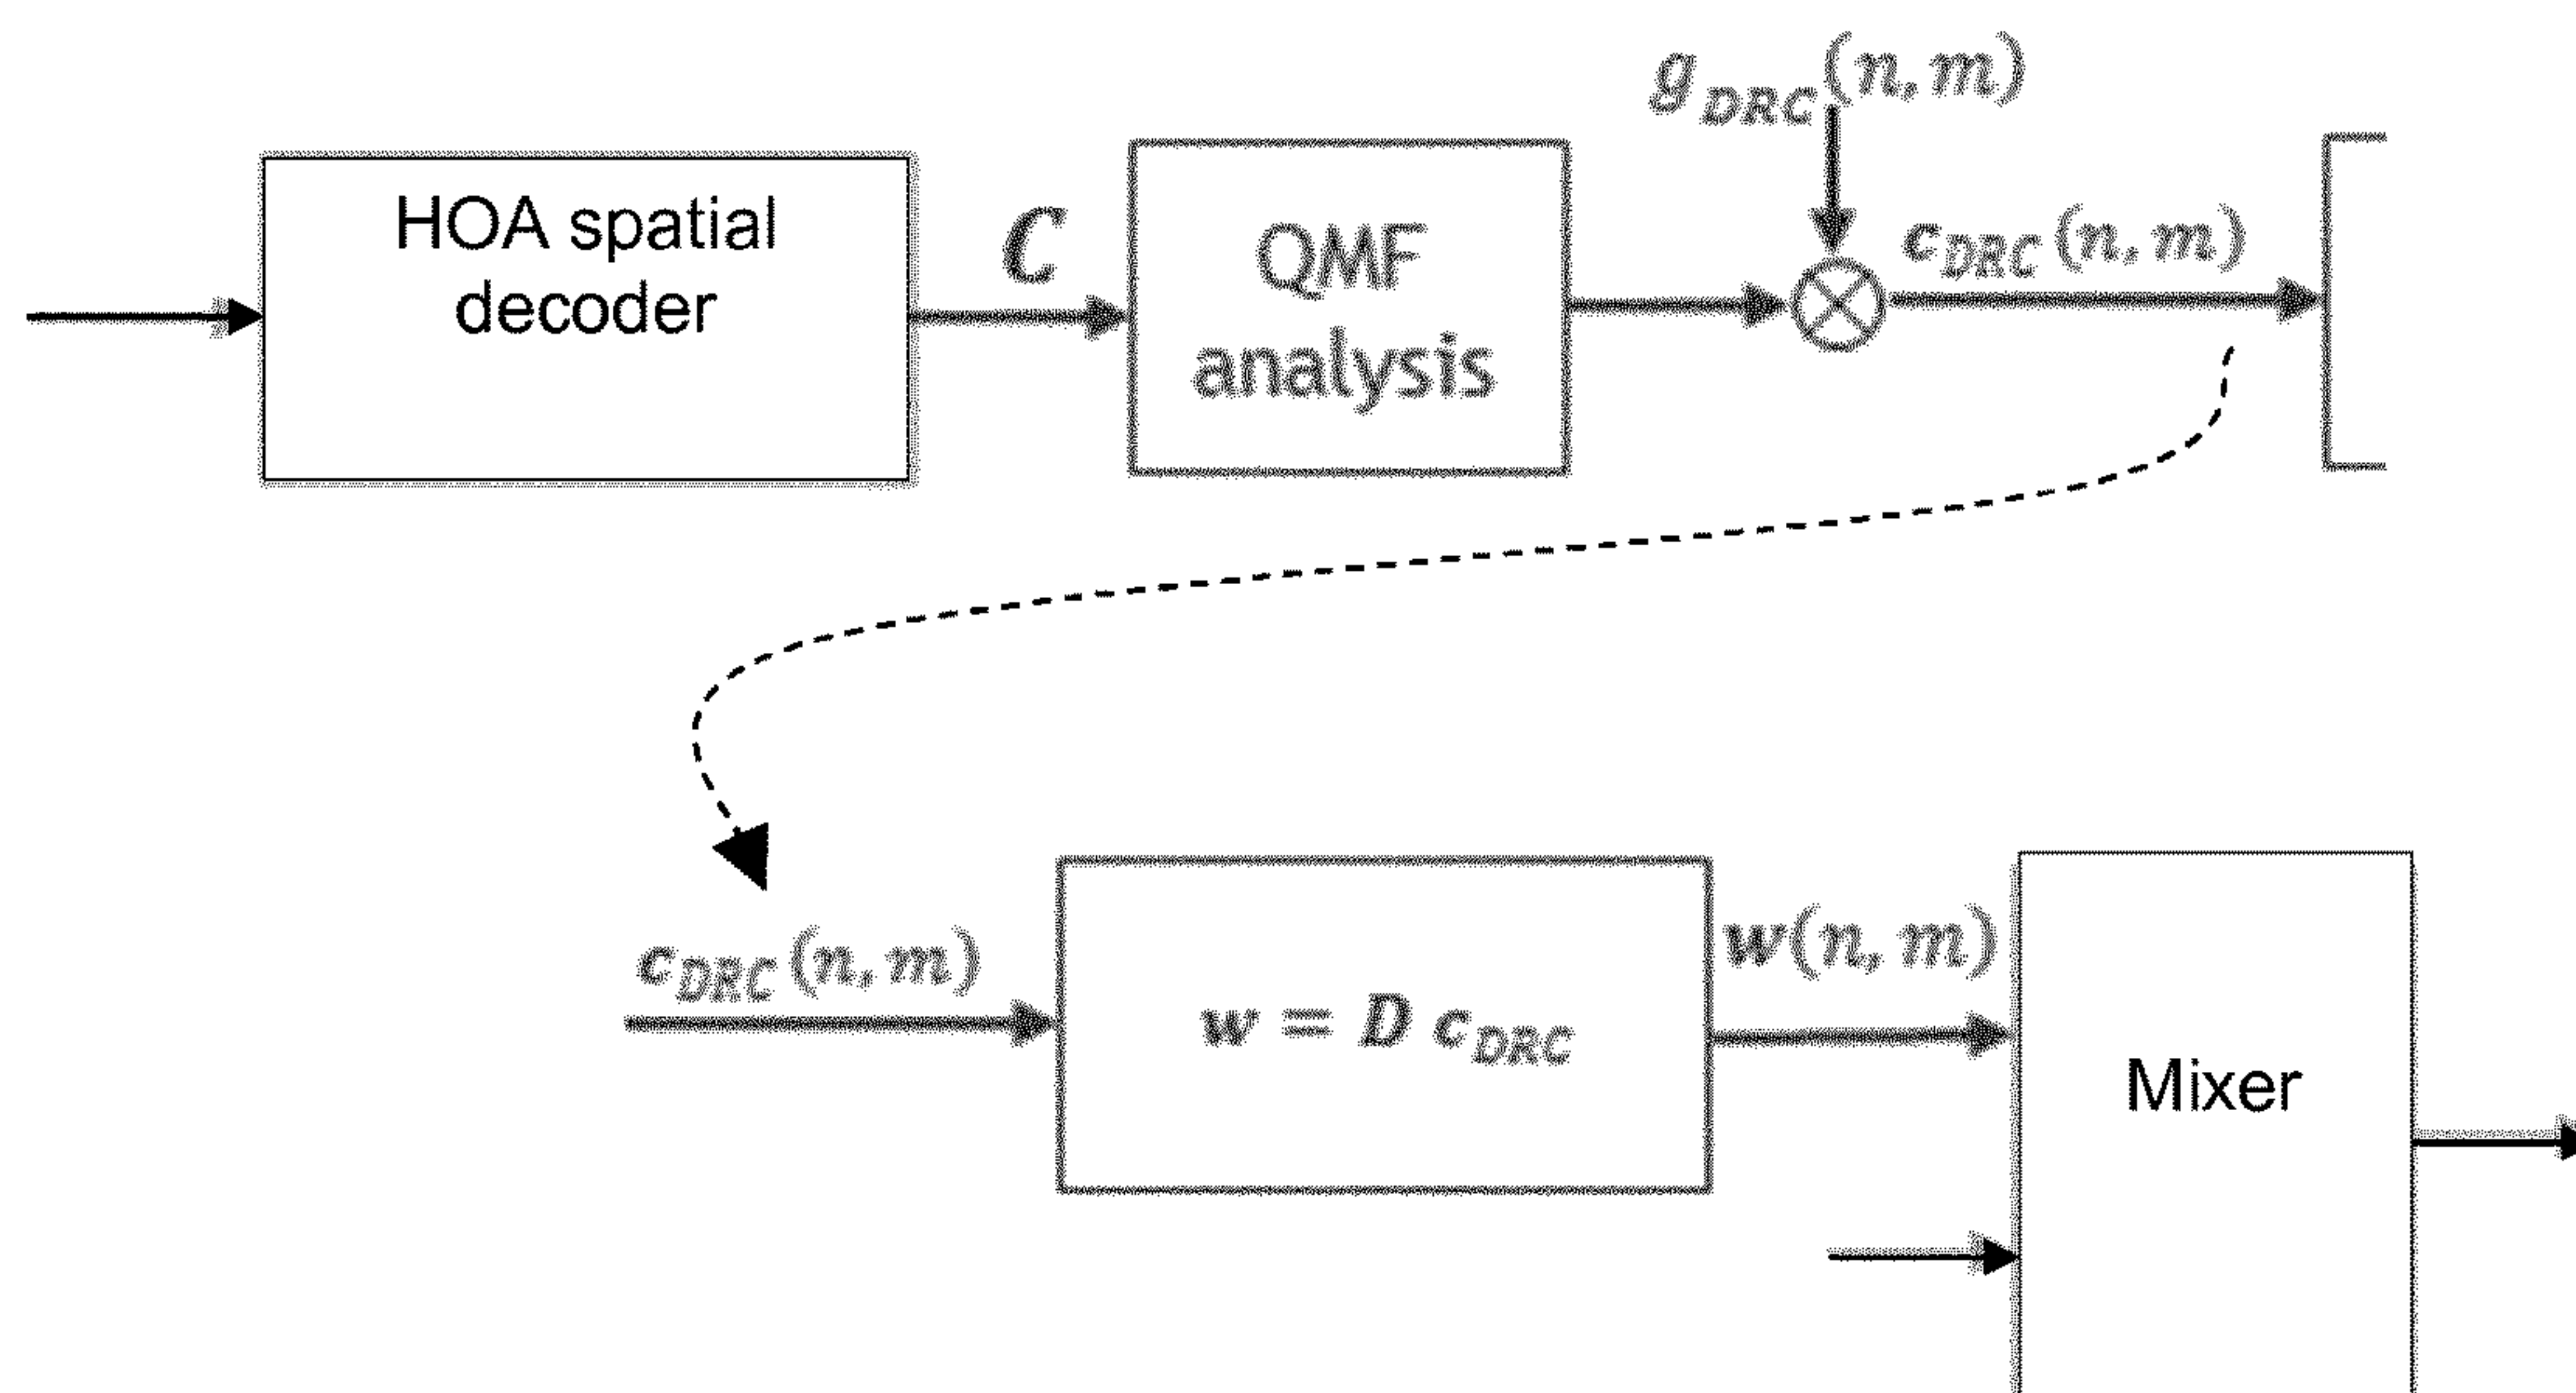 g_DRC(n, m)
HOA spatial
decoder
C
QMF
analysis
c_DRC(n, m)
c_DRC(n, m)
w = D c_DRC
w(n, m)
Mixer